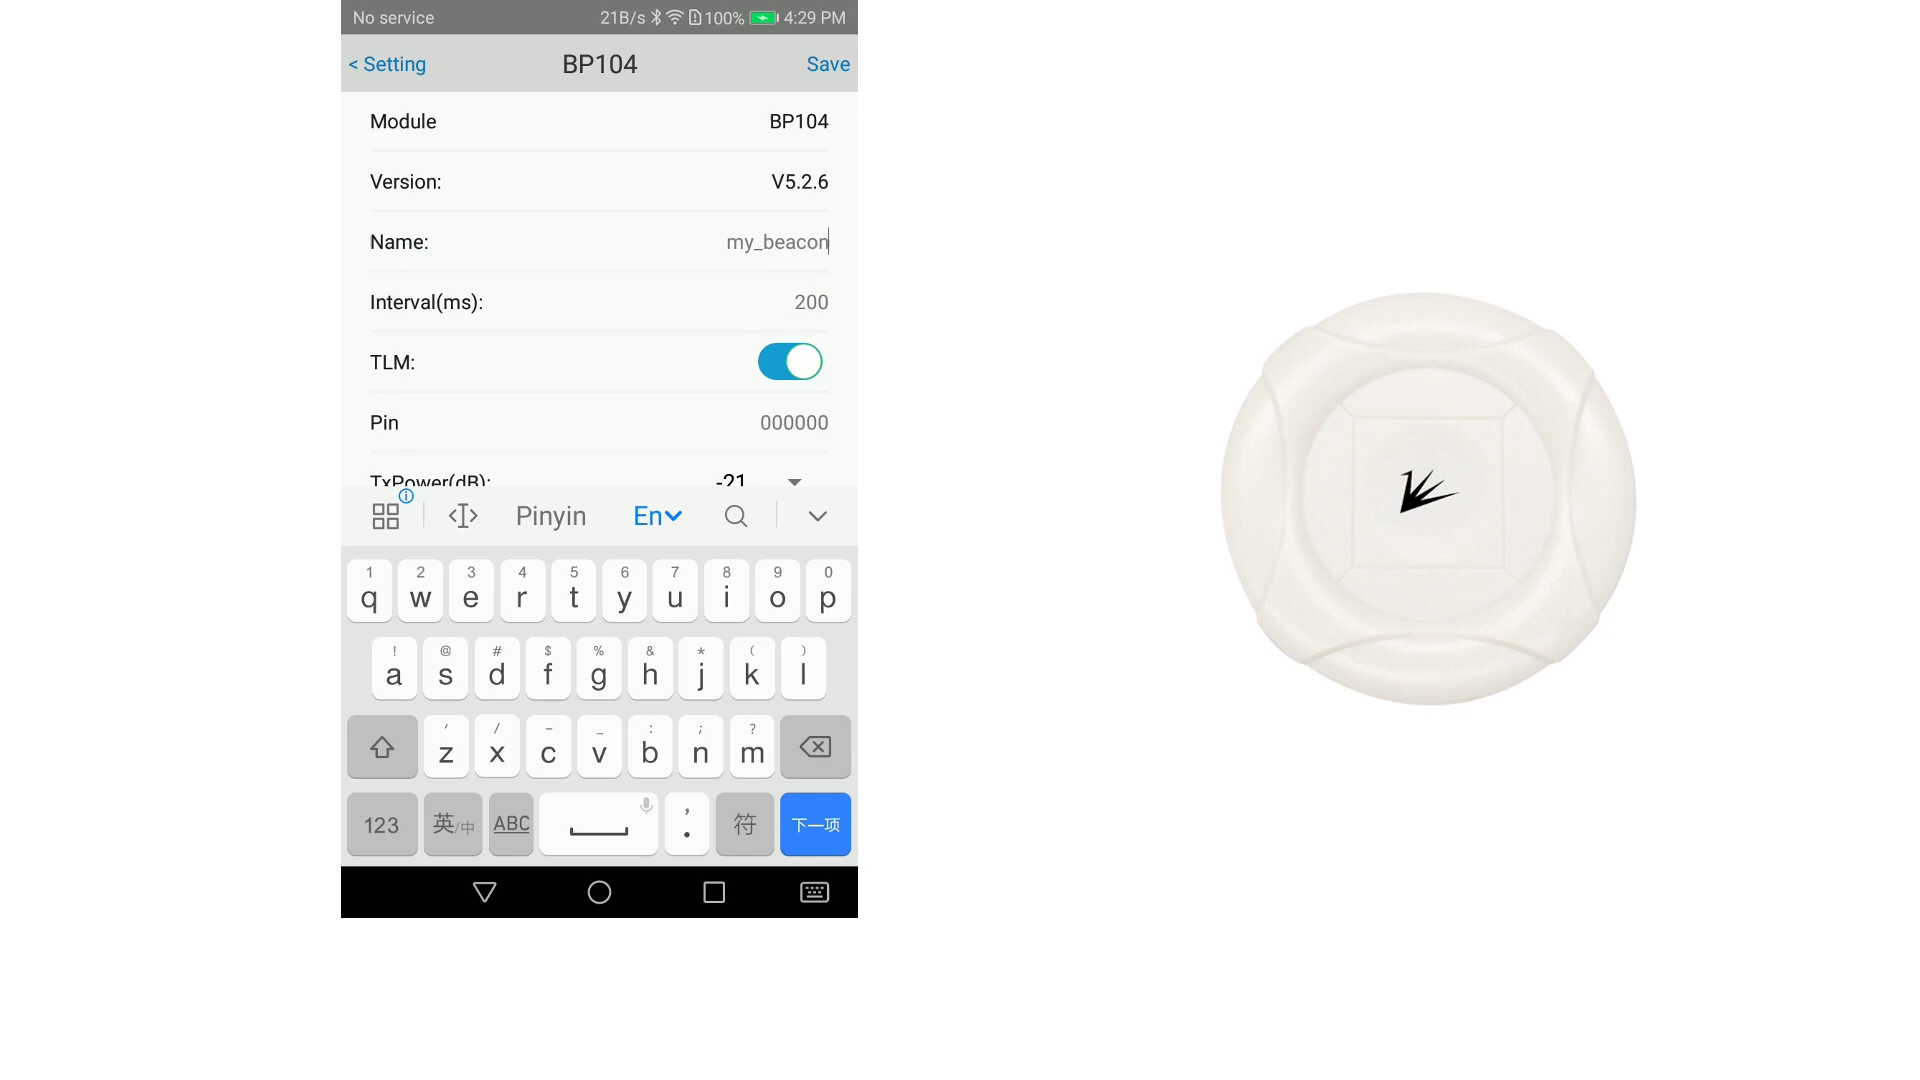 No service 21B/s 100% 4:29 PM
< Setting BP104 Save
Module BP104
Version: V5.2.6
Name: my_beacon
Interval(ms): 200
TLM:
Pin 000000
TxPower(dB): -21
Pinyin En
1 2 3 4 5 6 7 8 9 0
q w e r t y u i o p
! @ # $ % & * ( )
a s d f g h j k l
' / - _ : ; ?
z x c v b n m
123 英/中 ABC , . 符 下一项